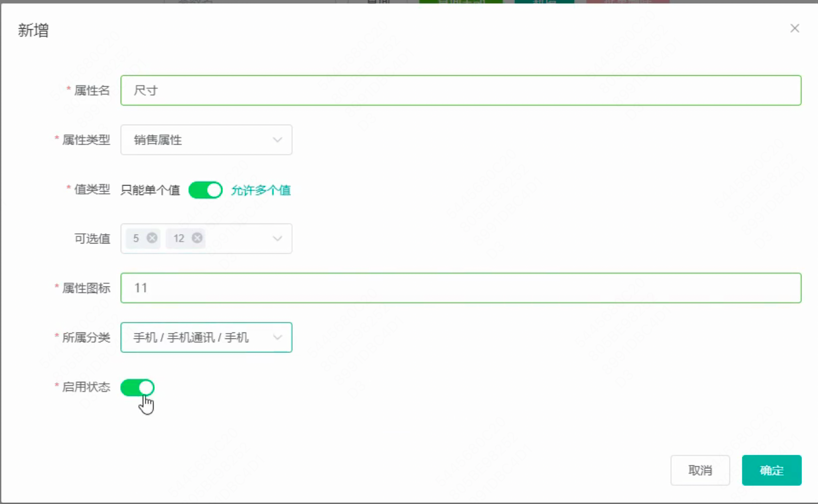 新增
* 属性名 尺寸
* 属性类型 销售属性
* 值类型 只能单个值 允许多个值
可选值 5 12
* 属性图标 11
* 所属分类 手机 / 手机通讯 / 手机
* 启用状态
取消 确定